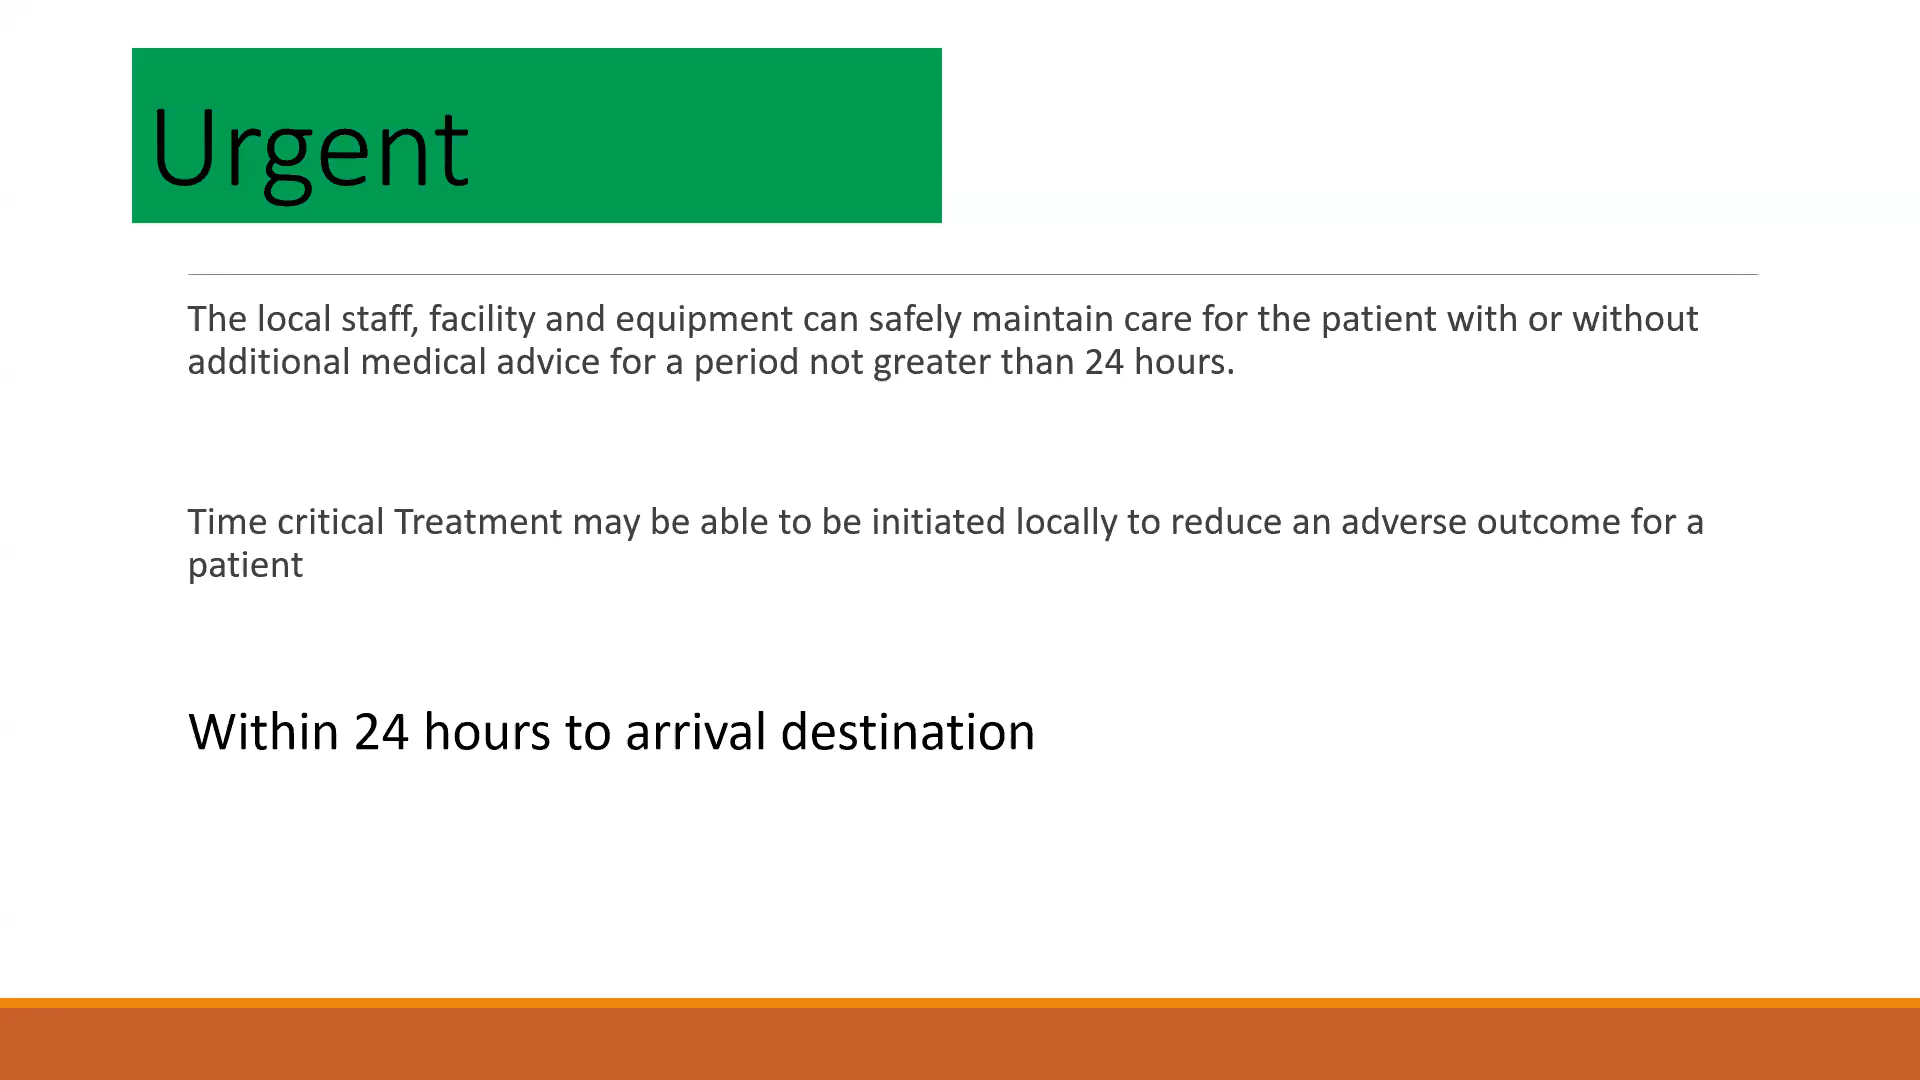 Urgent
The local staff, facility and equipment can safely maintain care for the patient with or without
additional medical advice for a period not greater than 24 hours.
Time critical Treatment may be able to be initiated locally to reduce an adverse outcome for a
patient
Within 24 hours to arrival destination